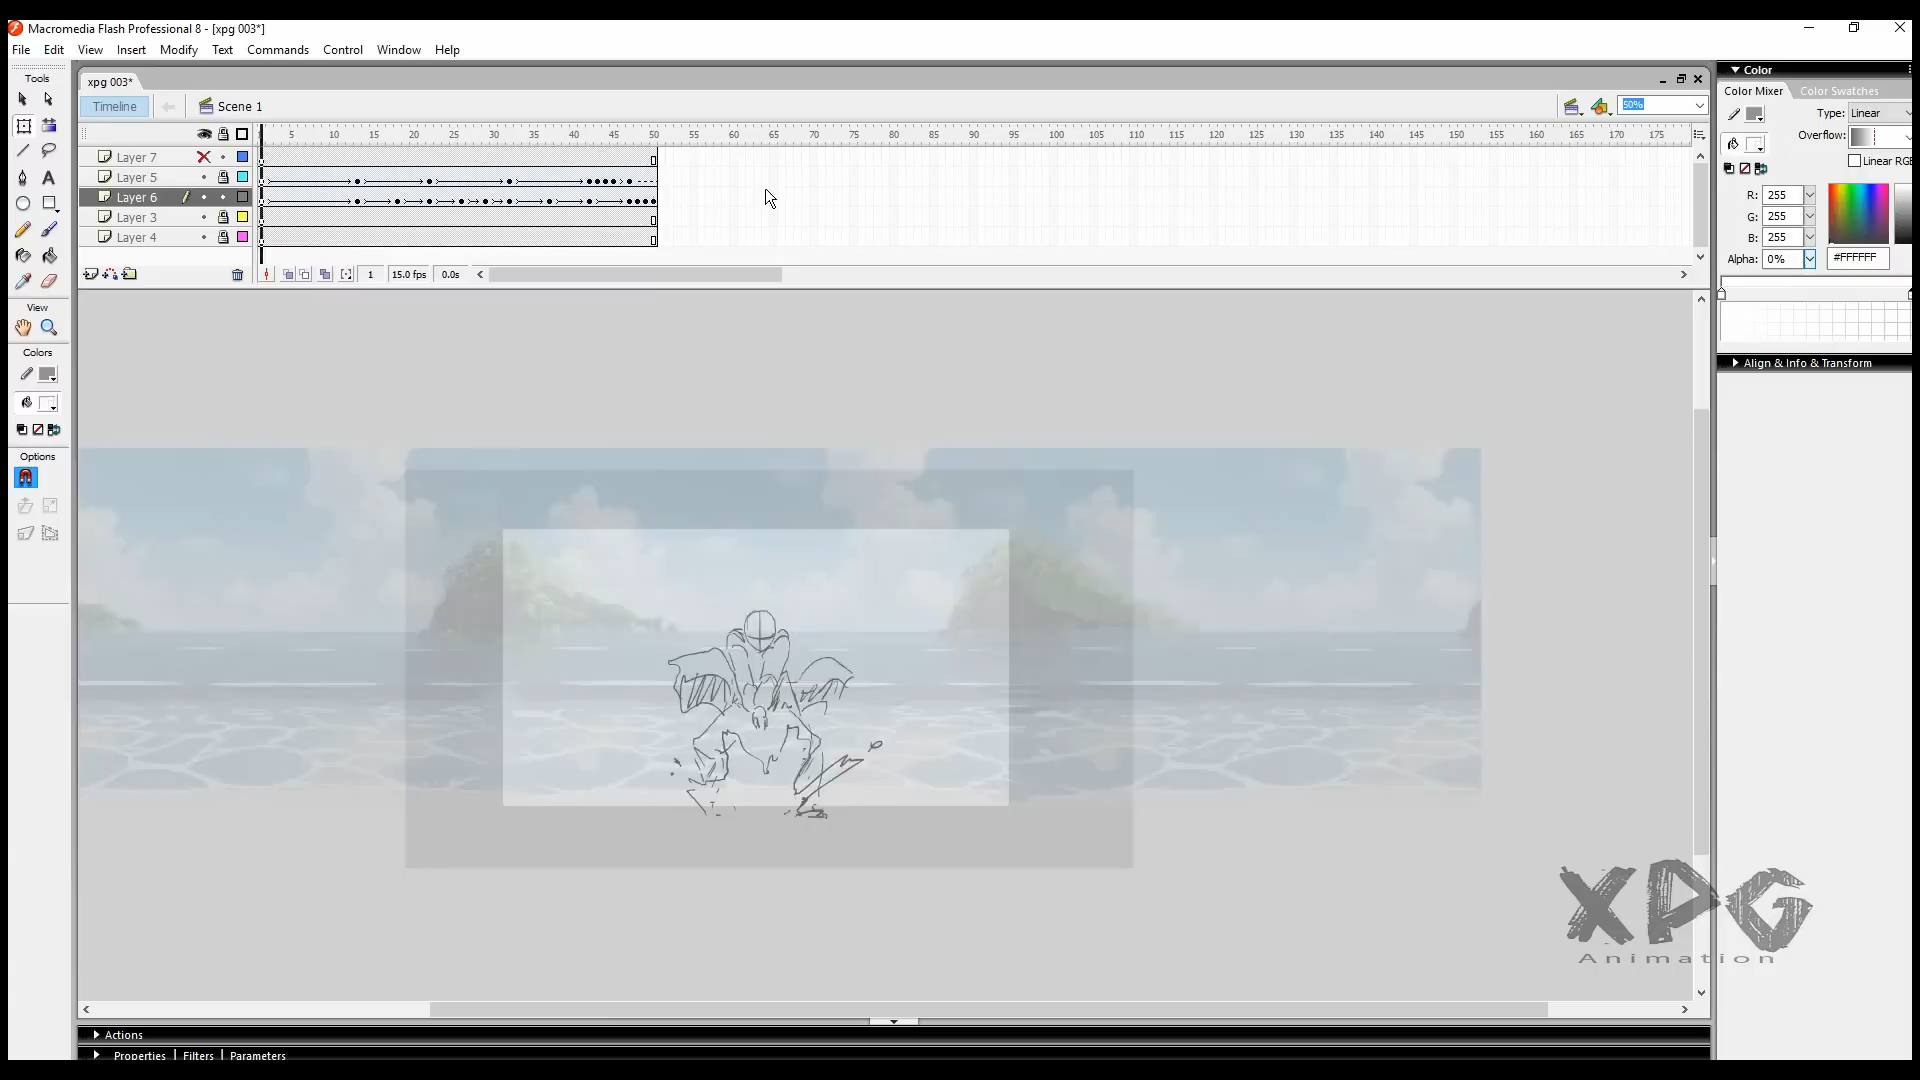 Macromedia Flash Professional 8 - [xpg 003*]
File Edit View Insert Modify Text Commands Control Window Help
Tools
xpg 003*
Timeline
Scene 1
50%
5 10 15 20 25 30 35 40 45 50 55 60 65 70 75 80 85 90 95 100 105 110 115 120 125 130 135 140 145 150 155 160 165 170 175
Layer 7
Layer 5
Layer 6
Layer 3
Layer 4
1 15.0 fps 0.0s
View
Colors
Options
Color
Color Mixer Color Swatches
Type: Linear
Overflow:
Linear RGB
R: 255
G: 255
B: 255
Alpha: 0% #FFFFFF
Align & Info & Transform
XPG
Animation
Actions
Properties Filters Parameters